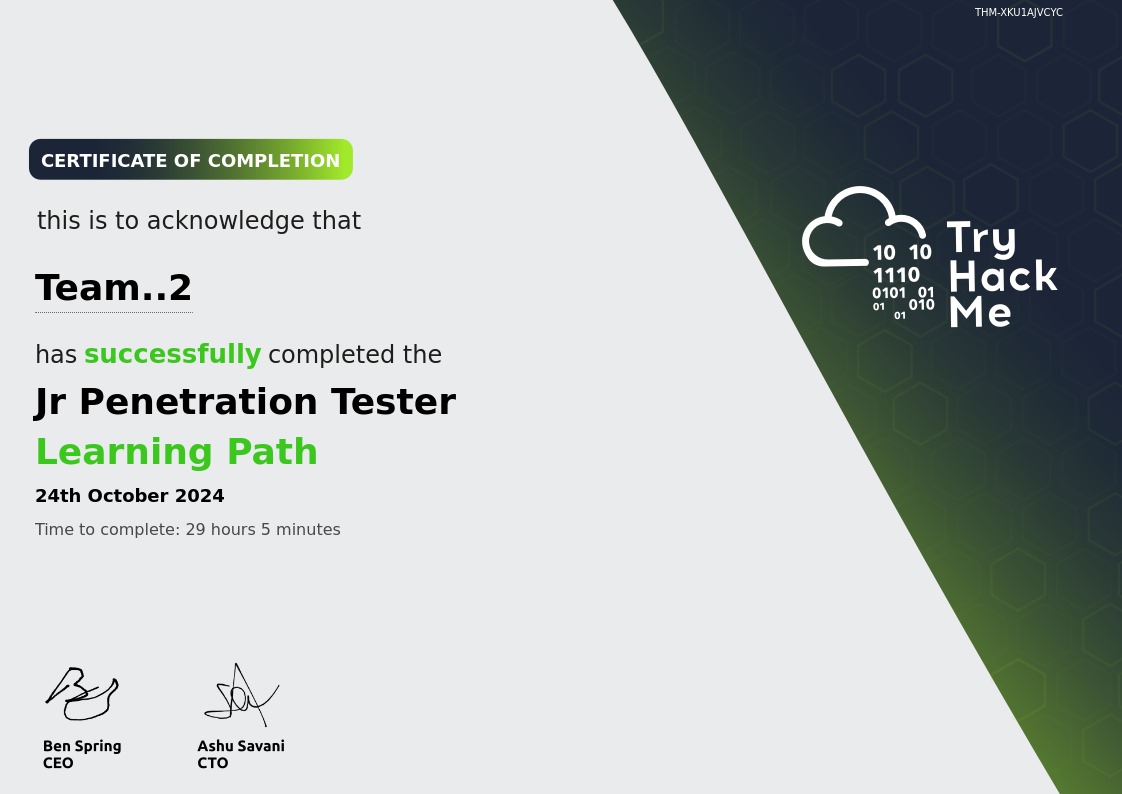 THM-XKU1AJVCYC
CERTIFICATE OF COMPLETION
this is to acknowledge that
Team..2
has successfully completed the
Jr Penetration Tester
Learning Path
24th October 2024
Time to complete: 29 hours 5 minutes
10 10
1110
0101 01
01 010
01
Try
Hack
Me
Ben Spring
CEO
Ashu Savani
CTO